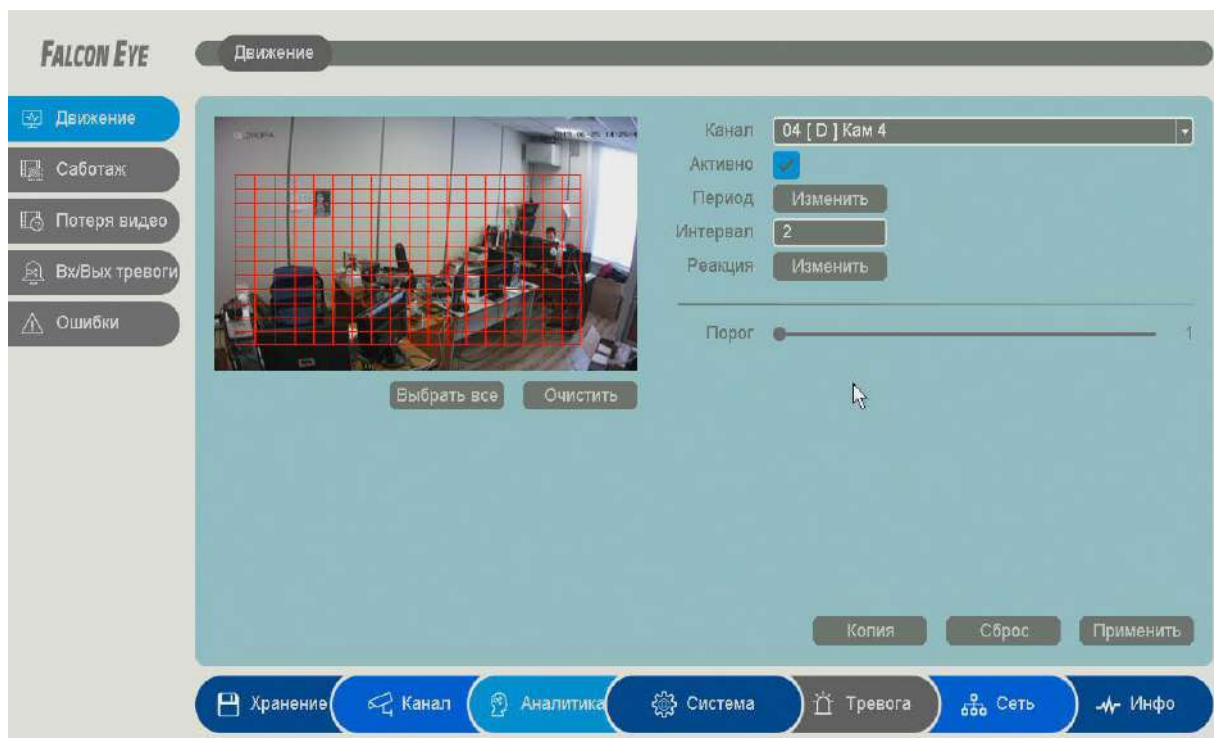 FALCON EYE
Движение
Движение
Саботаж
Потеря видео
Вх/Вых тревоги
Ошибки
Канал 04 [ D ] Кам 4
Активно
Период Изменить
Интервал 2
Реакция Изменить
Порог 1
Выбрать все Очистить
Копия Сброс Применить
Хранение Канал Аналитика Система Тревога Сеть Инфо